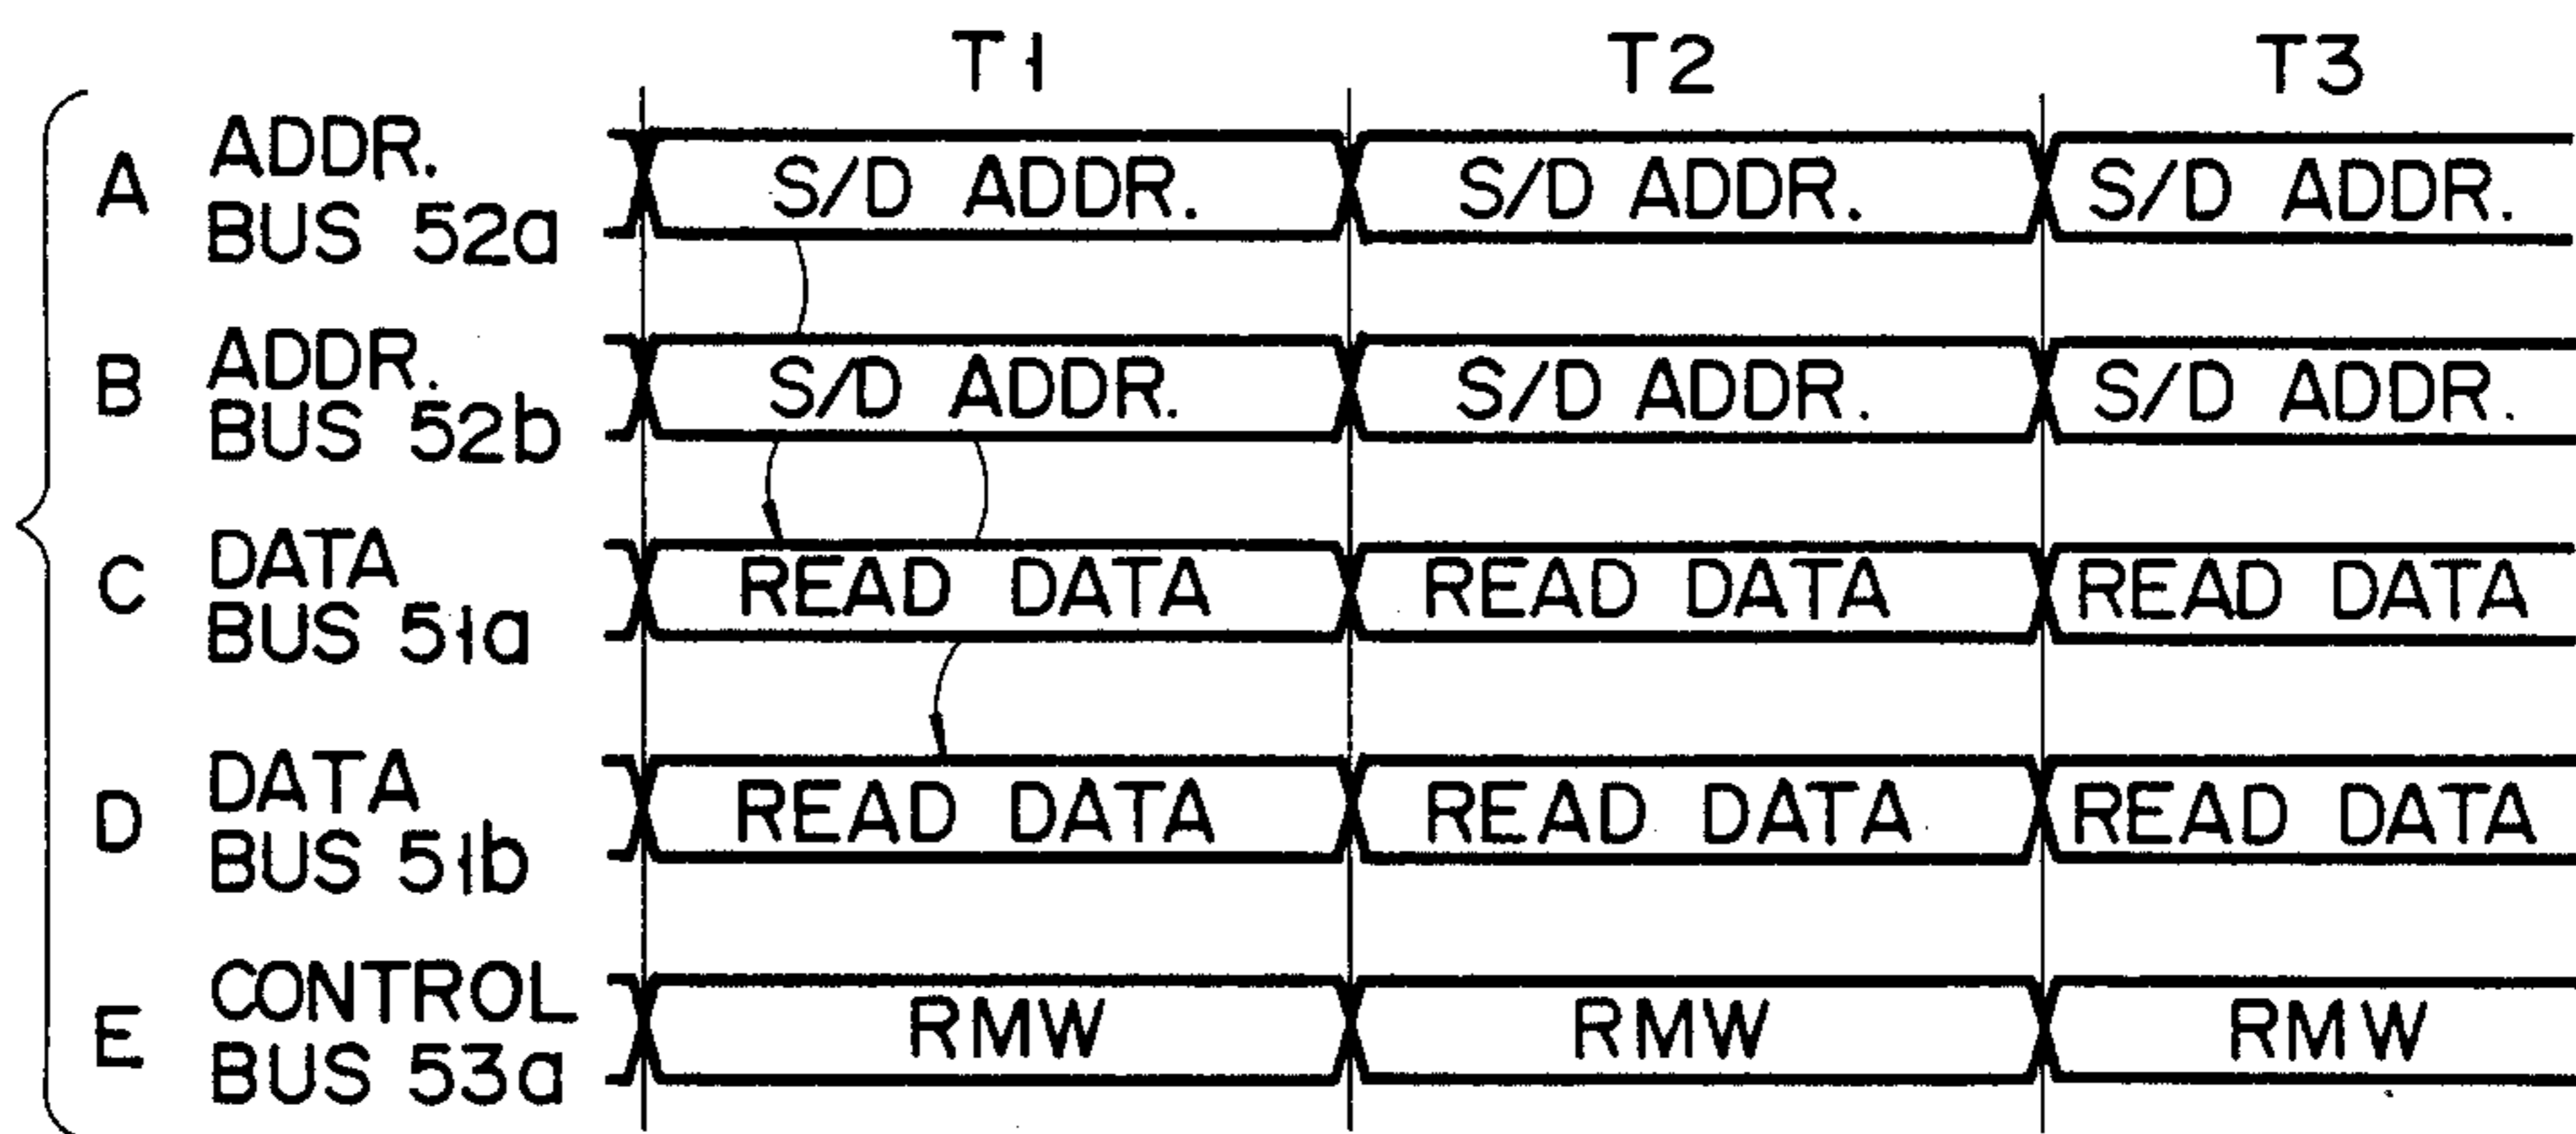 T1 T2 T3
A ADDR. BUS 52a S/D ADDR. S/D ADDR. S/D ADDR.
B ADDR. BUS 52b S/D ADDR. S/D ADDR. S/D ADDR.
C DATA BUS 51a READ DATA READ DATA READ DATA
D DATA BUS 51b READ DATA READ DATA READ DATA
E CONTROL BUS 53a RMW RMW RMW